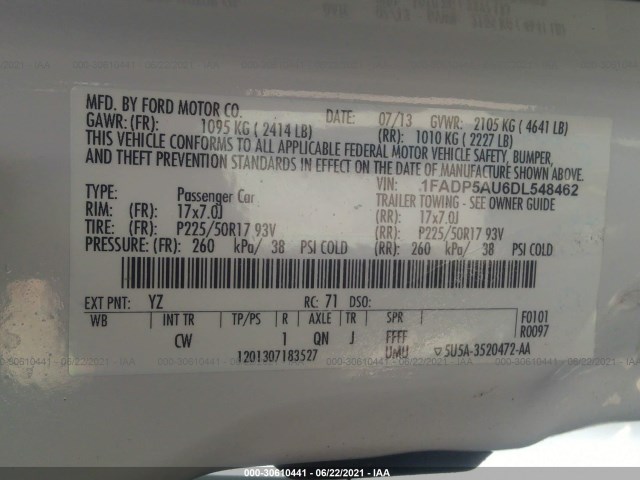 MFD. BY FORD MOTOR CO.
DATE: 07/13 GVWR: 2105 KG ( 4641 LB)
GAWR: (FR): 1095 KG ( 2414 LB) (RR): 1010 KG ( 2227 LB)
THIS VEHICLE CONFORMS TO ALL APPLICABLE FEDERAL MOTOR VEHICLE SAFETY, BUMPER,
AND THEFT PREVENTION STANDARDS IN EFFECT ON THE DATE OF MANUFACTURE SHOWN ABOVE.
VIN: 1FADP5AU6DL548462
TYPE: Passenger Car TRAILER TOWING - SEE OWNER GUIDE
RIM: (FR): 17x7.0J (RR): 17x7.0J
TIRE: (FR): P225/50R17 93V (RR): P225/50R17 93V
PRESSURE: (FR): 260 kPa/ 38 PSI COLD (RR): 260 kPa/ 38 PSI COLD
EXT PNT: YZ RC: 71 DSO:
F0101
R0097
WB INT TR TP/PS R AXLE TR SPR
CW 1 QN J FFFF
UMU
1201307183527 5U5A-3520472-AA
000-30610441 - 06/22/2021 - IAA